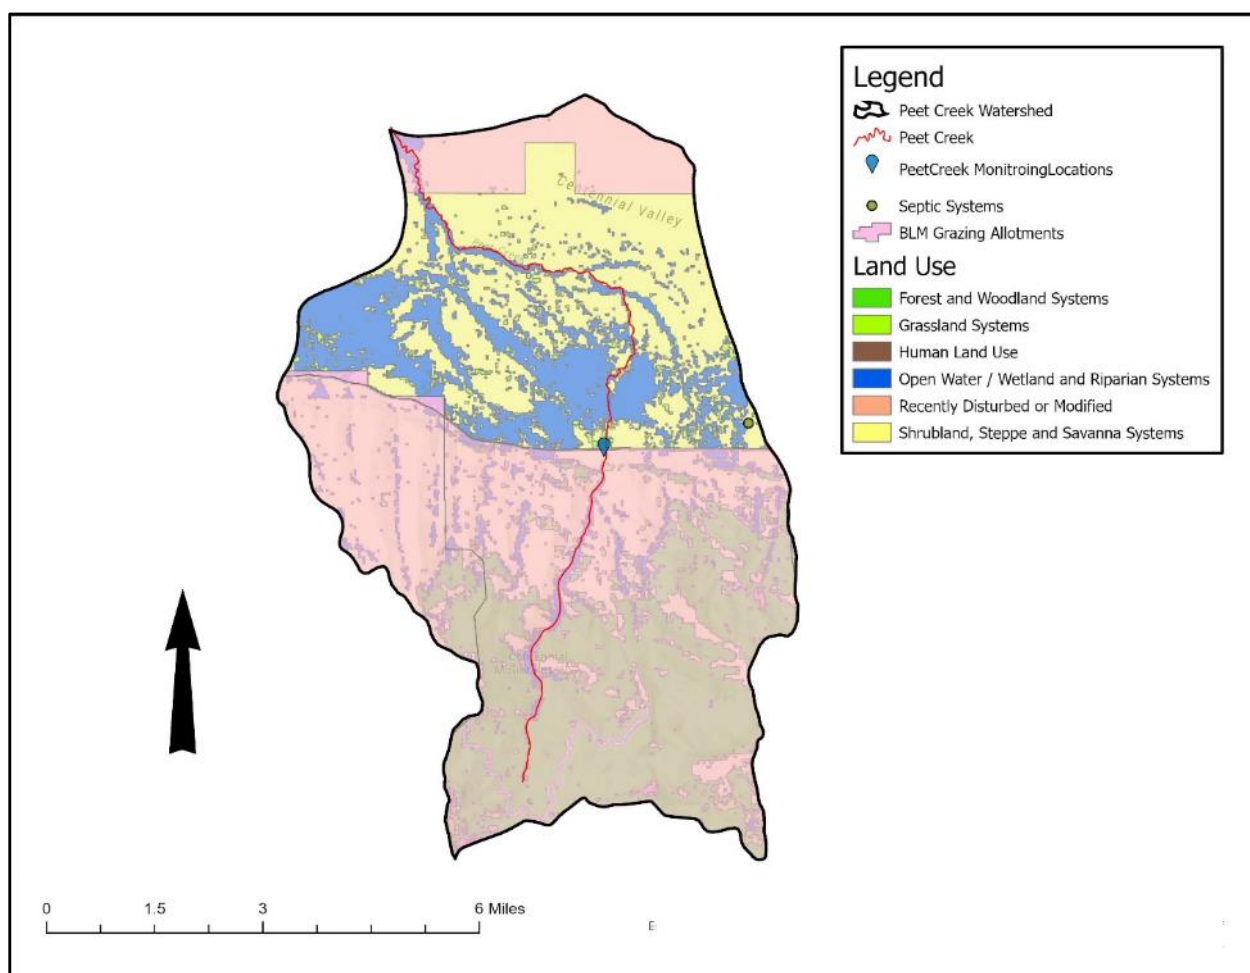 Legend
Peet Creek Watershed
Peet Creek
PeetCreek MonitroingLocations
Septic Systems
BLM Grazing Allotments
Land Use
Forest and Woodland Systems
Grassland Systems
Human Land Use
Open Water / Wetland and Riparian Systems
Recently Disturbed or Modified
Shrubland, Steppe and Savanna Systems
Centennial Valley
0 1.5 3 6 Miles
E